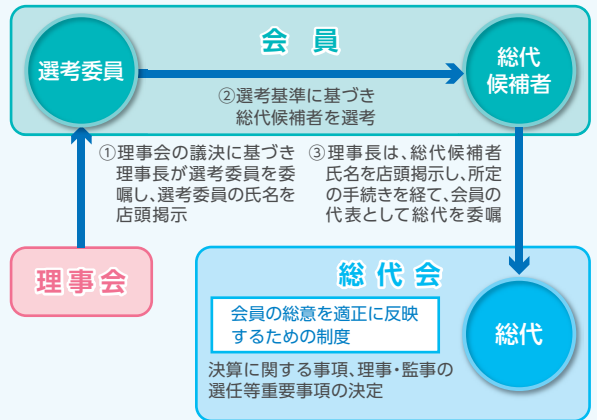 会員
選考委員
総代
候補者
②選考基準に基づき
総代候補者を選考
①理事会の議決に基づき
理事長が選考委員を委
嘱し、選考委員の氏名を
店頭掲示
③理事長は、総代候補者
氏名を店頭掲示し、所定
の手続きを経て、会員の
代表として総代を委嘱
理事会
総代会
会員の総意を適正に反映
するための制度
総代
決算に関する事項、理事・監事の
選任等重要事項の決定